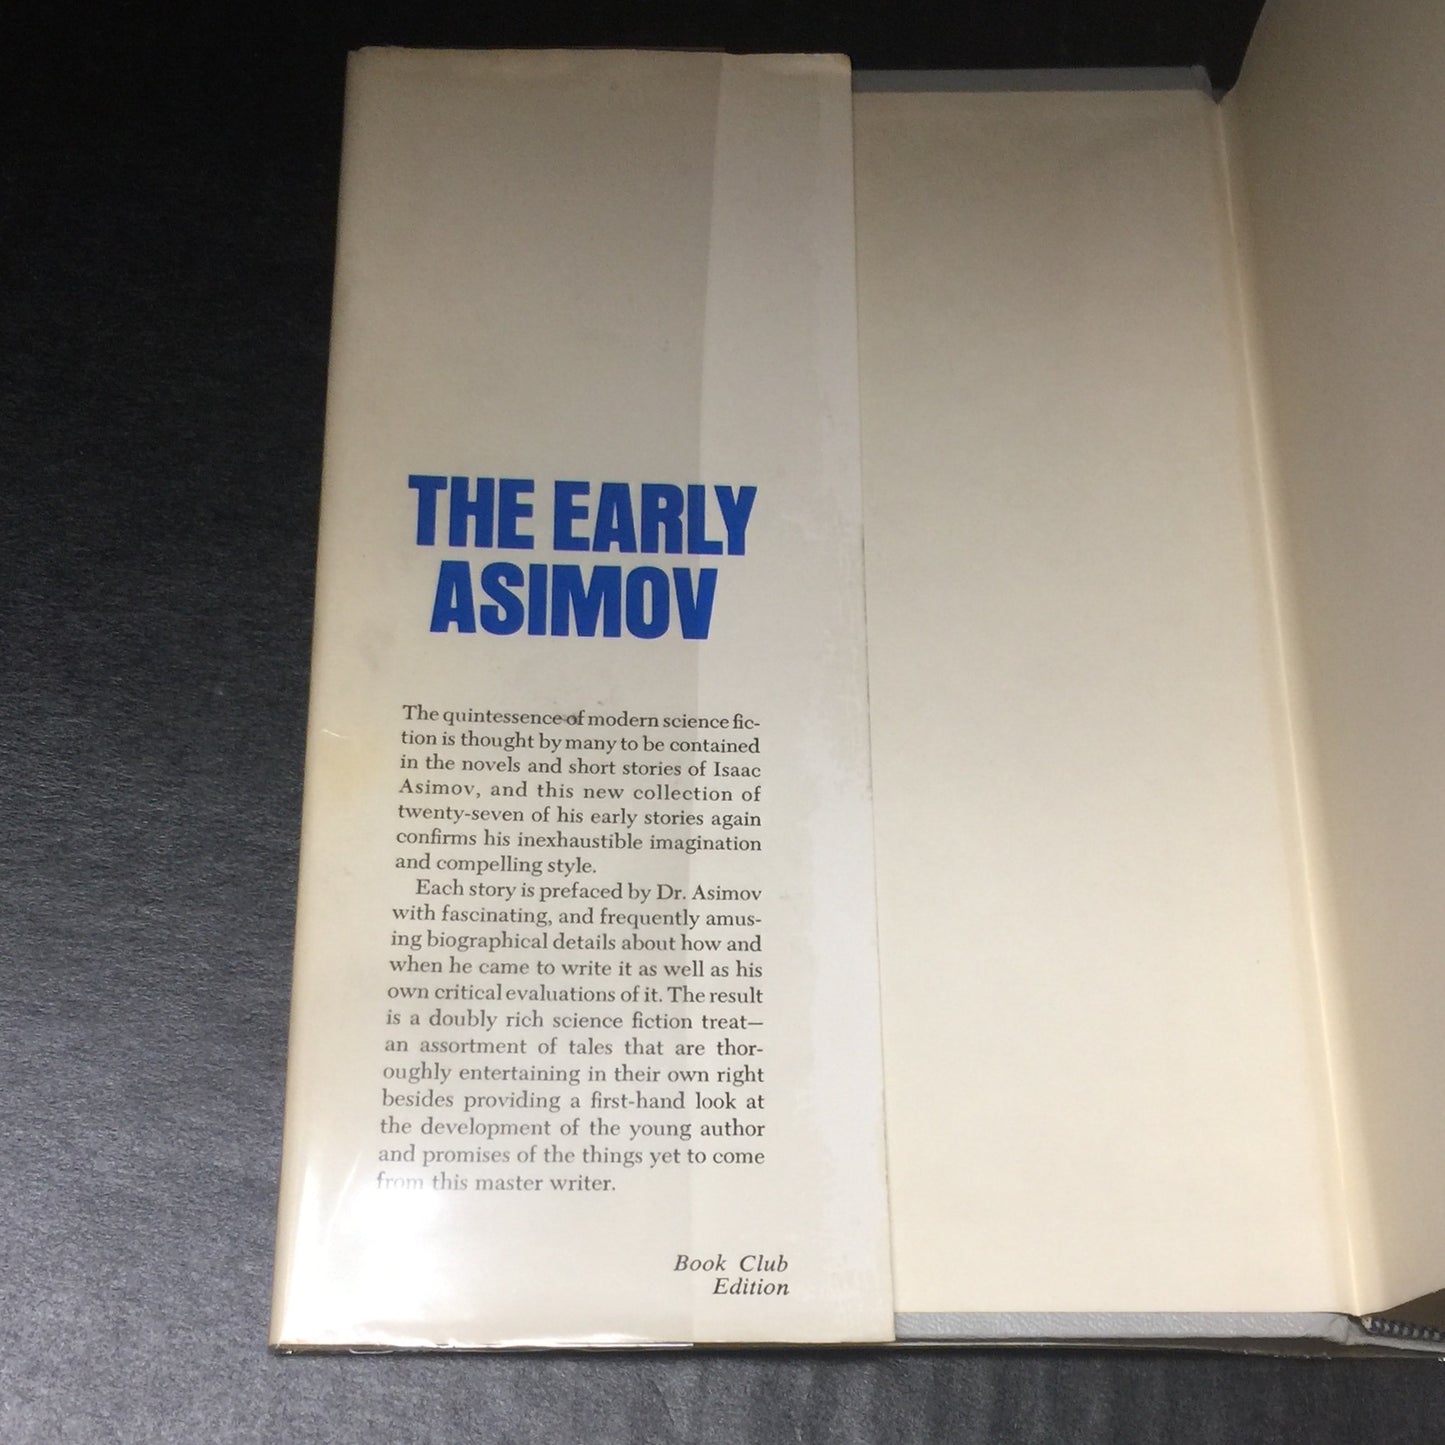 THE EARLY
ASIMOV
The quintessence of modern science fic-
tion is thought by many to be contained
in the novels and short stories of Isaac
Asimov, and this new collection of
twenty-seven of his early stories again
confirms his inexhaustible imagination
and compelling style.
Each story is prefaced by Dr. Asimov
with fascinating, and frequently amus-
ing biographical details about how and
when he came to write it as well as his
own critical evaluations of it. The result
is a doubly rich science fiction treat—
an assortment of tales that are thor-
oughly entertaining in their own right
besides providing a first-hand look at
the development of the young author
and promises of the things yet to come
from this master writer.
Book Club
Edition